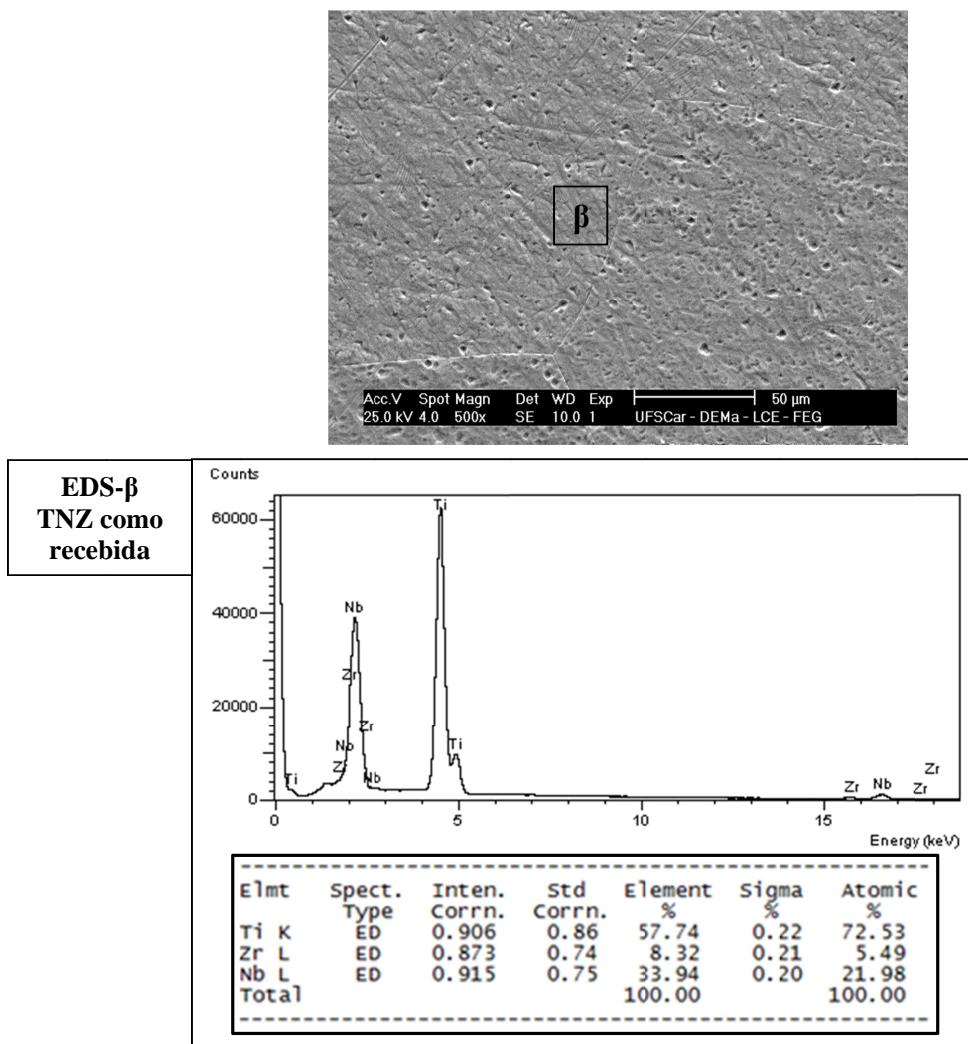 β
Acc.V Spot Magn Det WD Exp 50 µm
25.0 kV 4.0 500x SE 10.0 1 UFSCar - DEMa - LCE - FEG
EDS-β
TNZ como
recebida
Counts
60000
40000
20000
0
Ti
Nb
Zr
Zr
Nb
Zr
Nb
Ti
Ti
Zr
Nb
Zr
Zr
0 5 10 15
Energy (keV)
Elmt Spect. Inten. Std Element Sigma Atomic
Type Corrn. Corrn. % % %
Ti K ED 0.906 0.86 57.74 0.22 72.53
Zr L ED 0.873 0.74 8.32 0.21 5.49
Nb L ED 0.915 0.75 33.94 0.20 21.98
Total 100.00 100.00